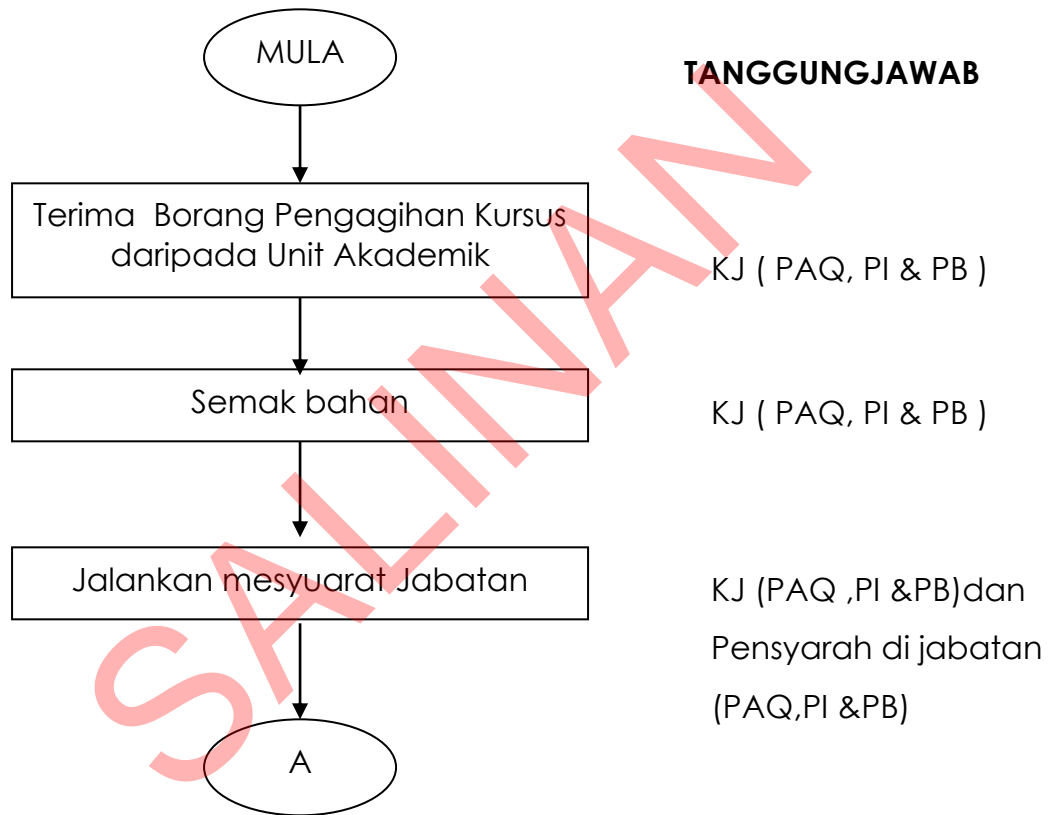 MULA
TANGGUNGJAWAB
Terima Borang Pengagihan Kursus
daripada Unit Akademik
KJ ( PAQ, PI & PB )
Semak bahan
KJ ( PAQ, PI & PB )
Jalankan mesyuarat Jabatan
KJ (PAQ ,PI &PB)dan
Pensyarah di jabatan
(PAQ,PI &PB)
A
SALINAN